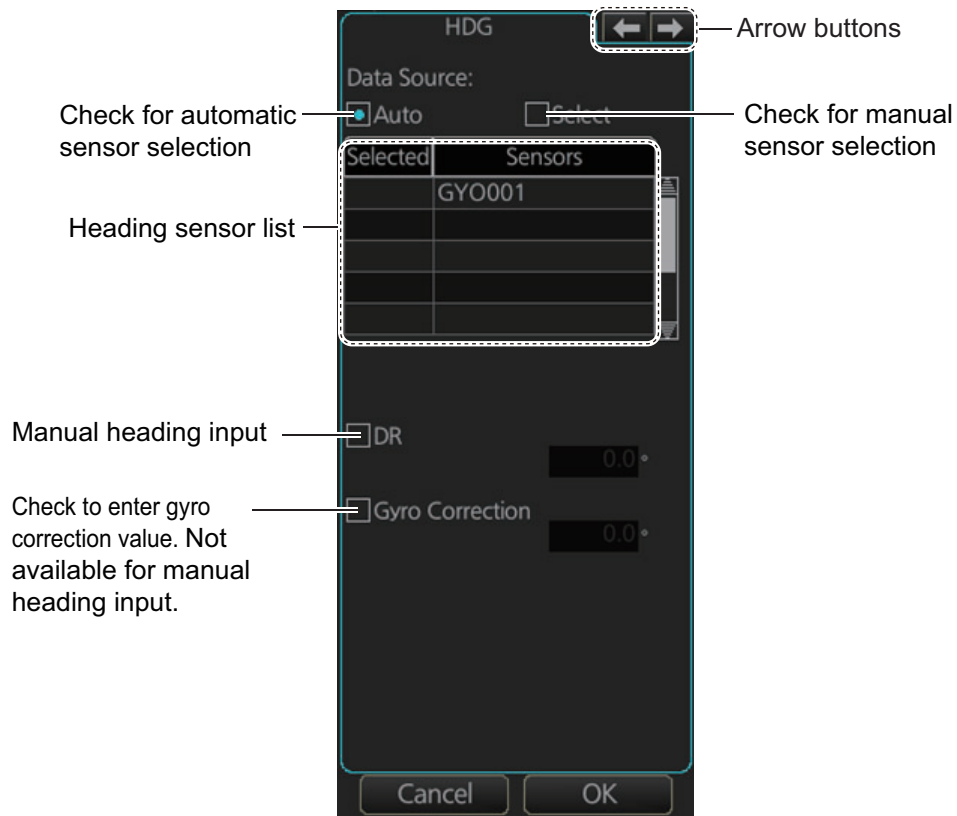 HDG
Arrow buttons
Data Source:
Auto
Select
Check for automatic
sensor selection
Check for manual
sensor selection
Selected
Sensors
GYO001
Heading sensor list
Manual heading input
DR
0.0 °
Check to enter gyro
correction value. Not
available for manual
heading input.
Gyro Correction
0.0 °
Cancel
OK